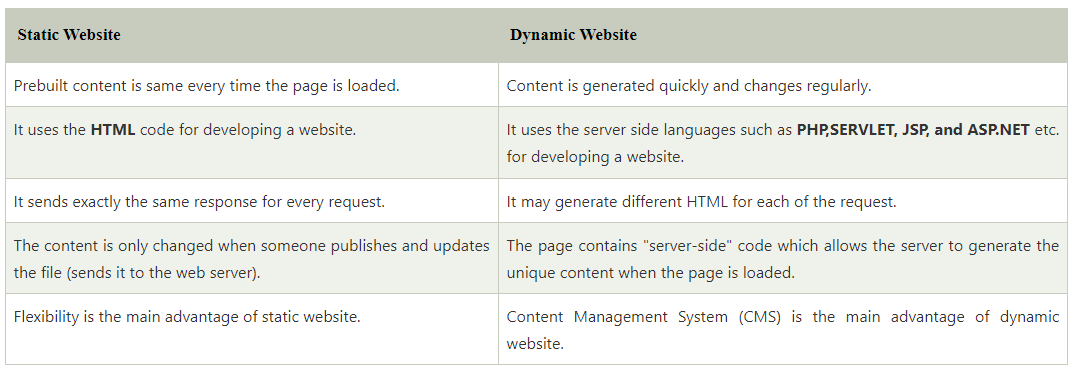 Static Website
Dynamic Website
Prebuilt content is same every time the page is loaded.
Content is generated quickly and changes regularly.
It uses the HTML code for developing a website.
It uses the server side languages such as PHP,SERVLET, JSP, and ASP.NET etc.
for developing a website.
It sends exactly the same response for every request.
It may generate different HTML for each of the request.
The content is only changed when someone publishes and updates
the file (sends it to the web server).
The page contains "server-side" code which allows the server to generate the
unique content when the page is loaded.
Flexibility is the main advantage of static website.
Content Management System (CMS) is the main advantage of dynamic
website.